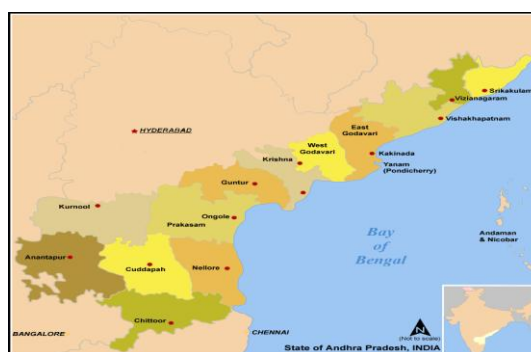 Srikakulam
Vizianagaram
Vishakhapatnam
HYDERABAD
East
Godavari
West
Godavari
Kakinada
Krishna
Yanam
(Pondicherry)
Guntur
Kurnool
Ongole
Prakasam
Andaman
& Nicobar
Bay
of
Bengal
Anantapur
Cuddapah
Nellore
Chittoor
N
(Not to scale)
BANGALORE
CHENNAI
State of Andhra Pradesh, INDIA